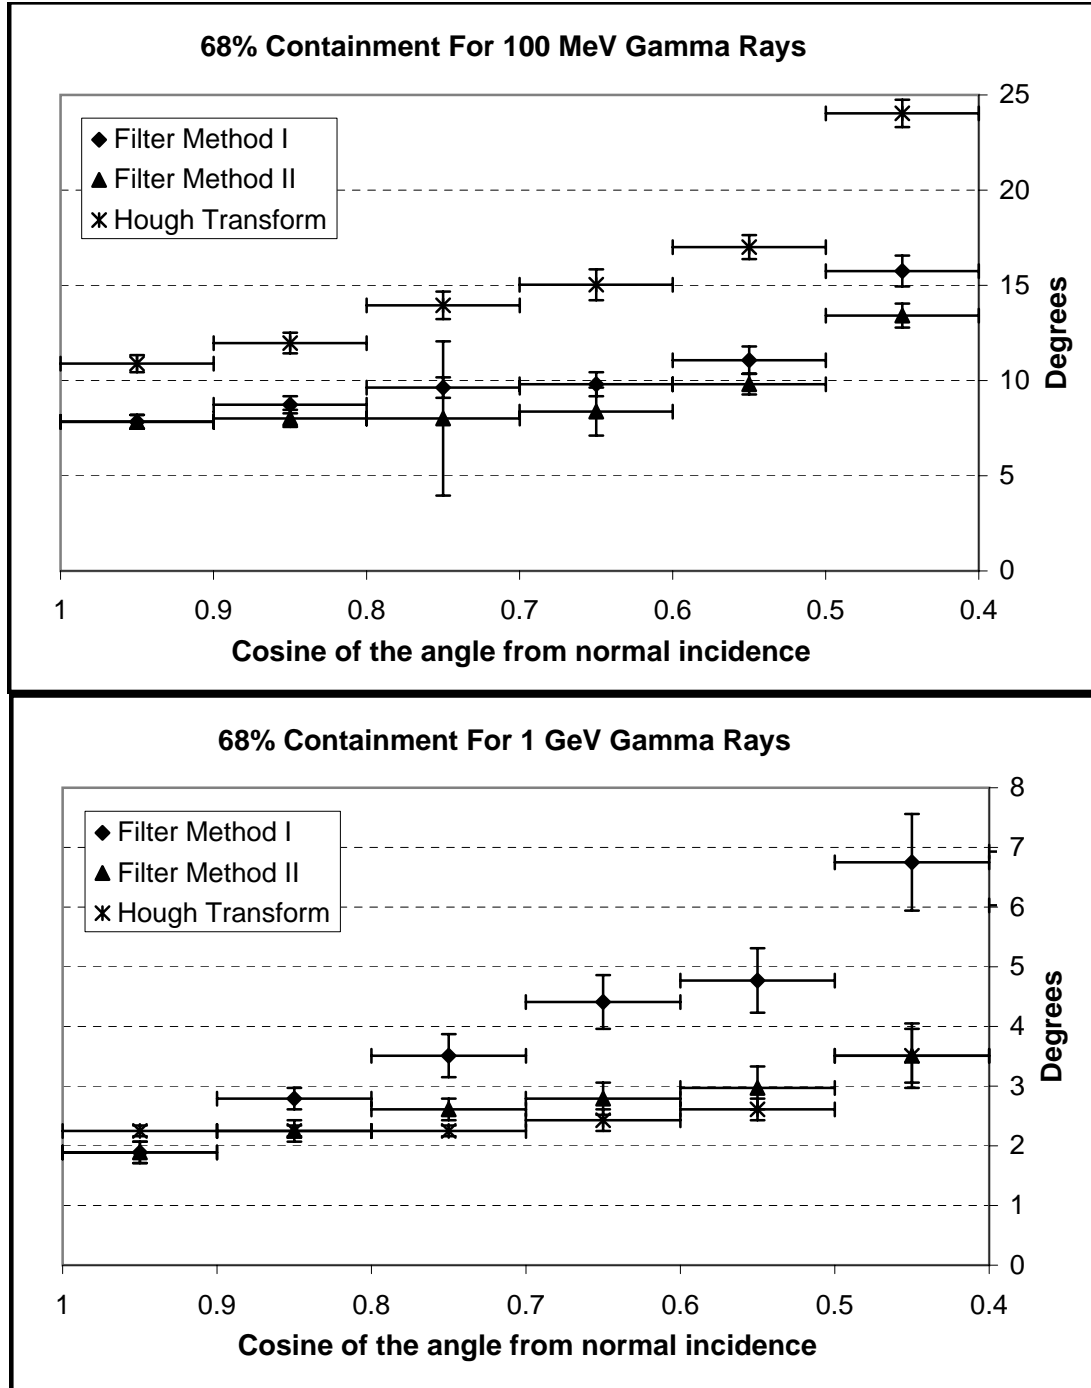 68% Containment For 100 MeV Gamma Rays
Filter Method I
Filter Method II
Hough Transform
25
20
15
10
5
0
Degrees
1 0.9 0.8 0.7 0.6 0.5 0.4
Cosine of the angle from normal incidence
68% Containment For 1 GeV Gamma Rays
Filter Method I
Filter Method II
Hough Transform
8
7
6
5
4
3
2
1
0
Degrees
1 0.9 0.8 0.7 0.6 0.5 0.4
Cosine of the angle from normal incidence